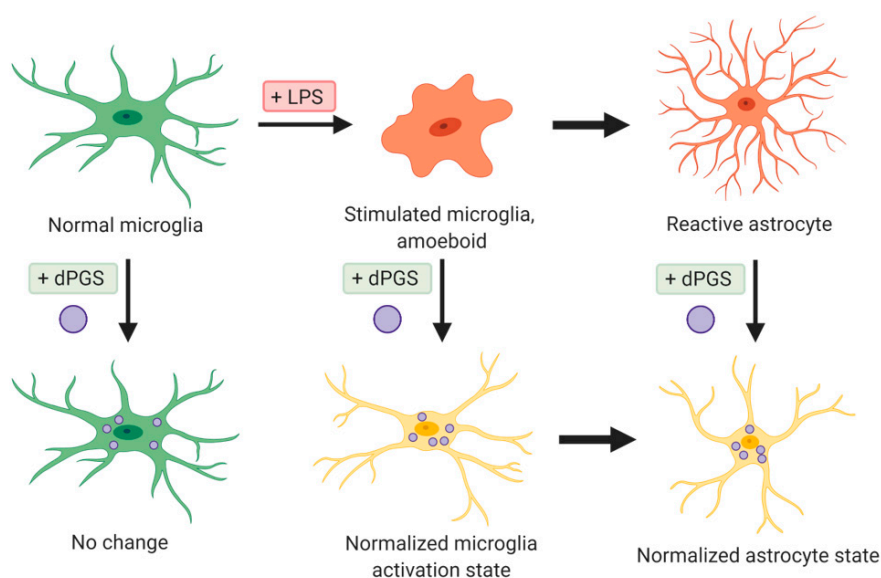 + LPS
Normal microglia
Stimulated microglia,
amoeboid
Reactive astrocyte
+ dPGS
+ dPGS
+ dPGS
No change
Normalized microglia
activation state
Normalized astrocyte state